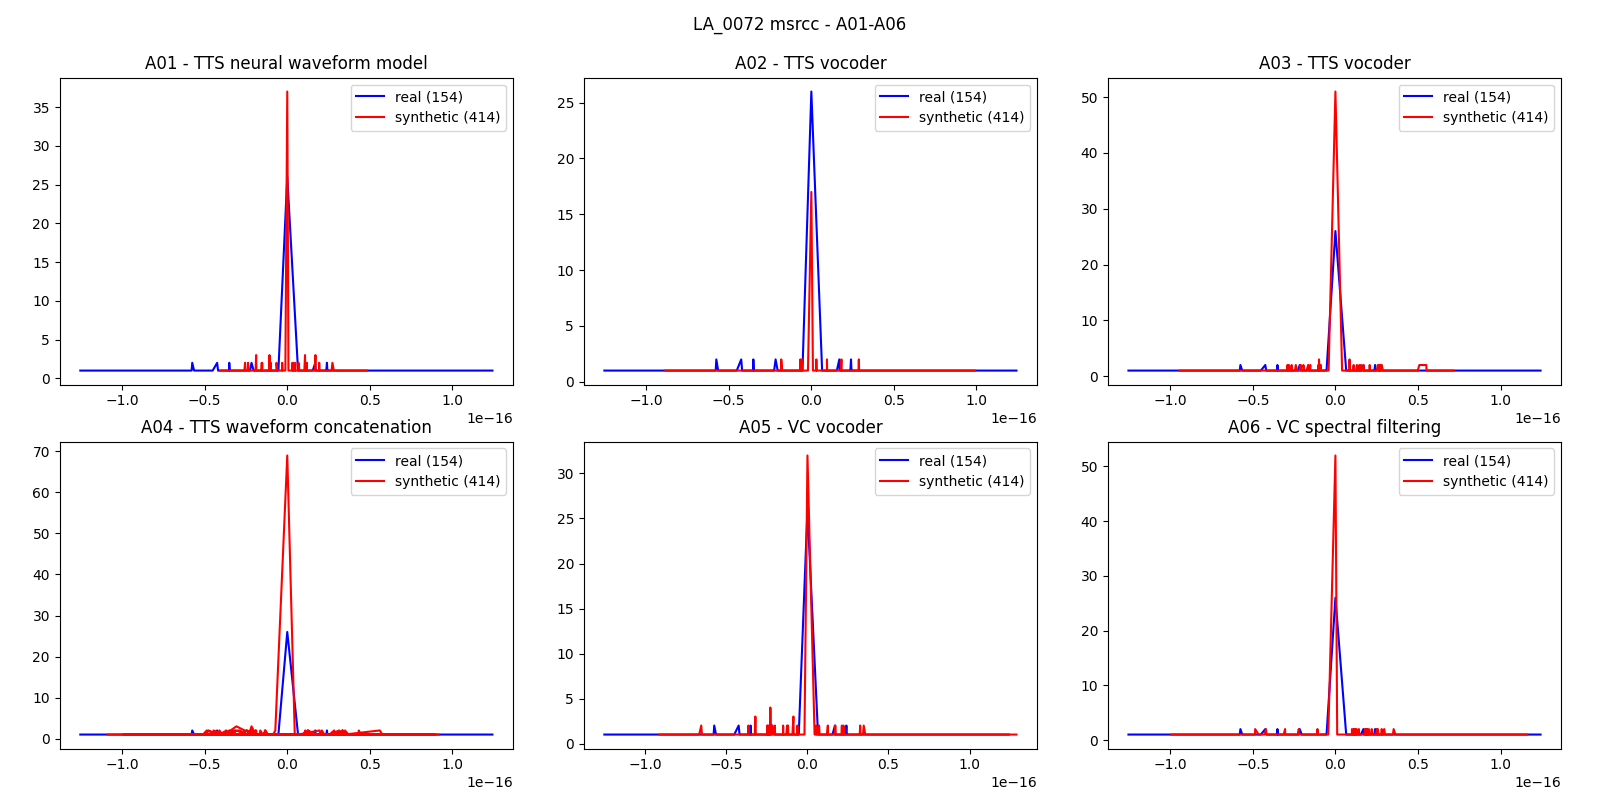 LA_0072 msrcc - A01-A06
A01 - TTS neural waveform model
real (154)
synthetic (414)
35
30
25
20
15
10
5
0
−1.0 −0.5 0.0 0.5 1.0
1e−16
A02 - TTS vocoder
real (154)
synthetic (414)
25
20
15
10
5
0
−1.0 −0.5 0.0 0.5 1.0
1e−16
A03 - TTS vocoder
real (154)
synthetic (414)
50
40
30
20
10
0
−1.0 −0.5 0.0 0.5 1.0
1e−16
A04 - TTS waveform concatenation
real (154)
synthetic (414)
70
60
50
40
30
20
10
0
−1.0 −0.5 0.0 0.5 1.0
1e−16
A05 - VC vocoder
real (154)
synthetic (414)
30
25
20
15
10
5
0
−1.0 −0.5 0.0 0.5 1.0
1e−16
A06 - VC spectral filtering
real (154)
synthetic (414)
50
40
30
20
10
0
−1.0 −0.5 0.0 0.5 1.0
1e−16